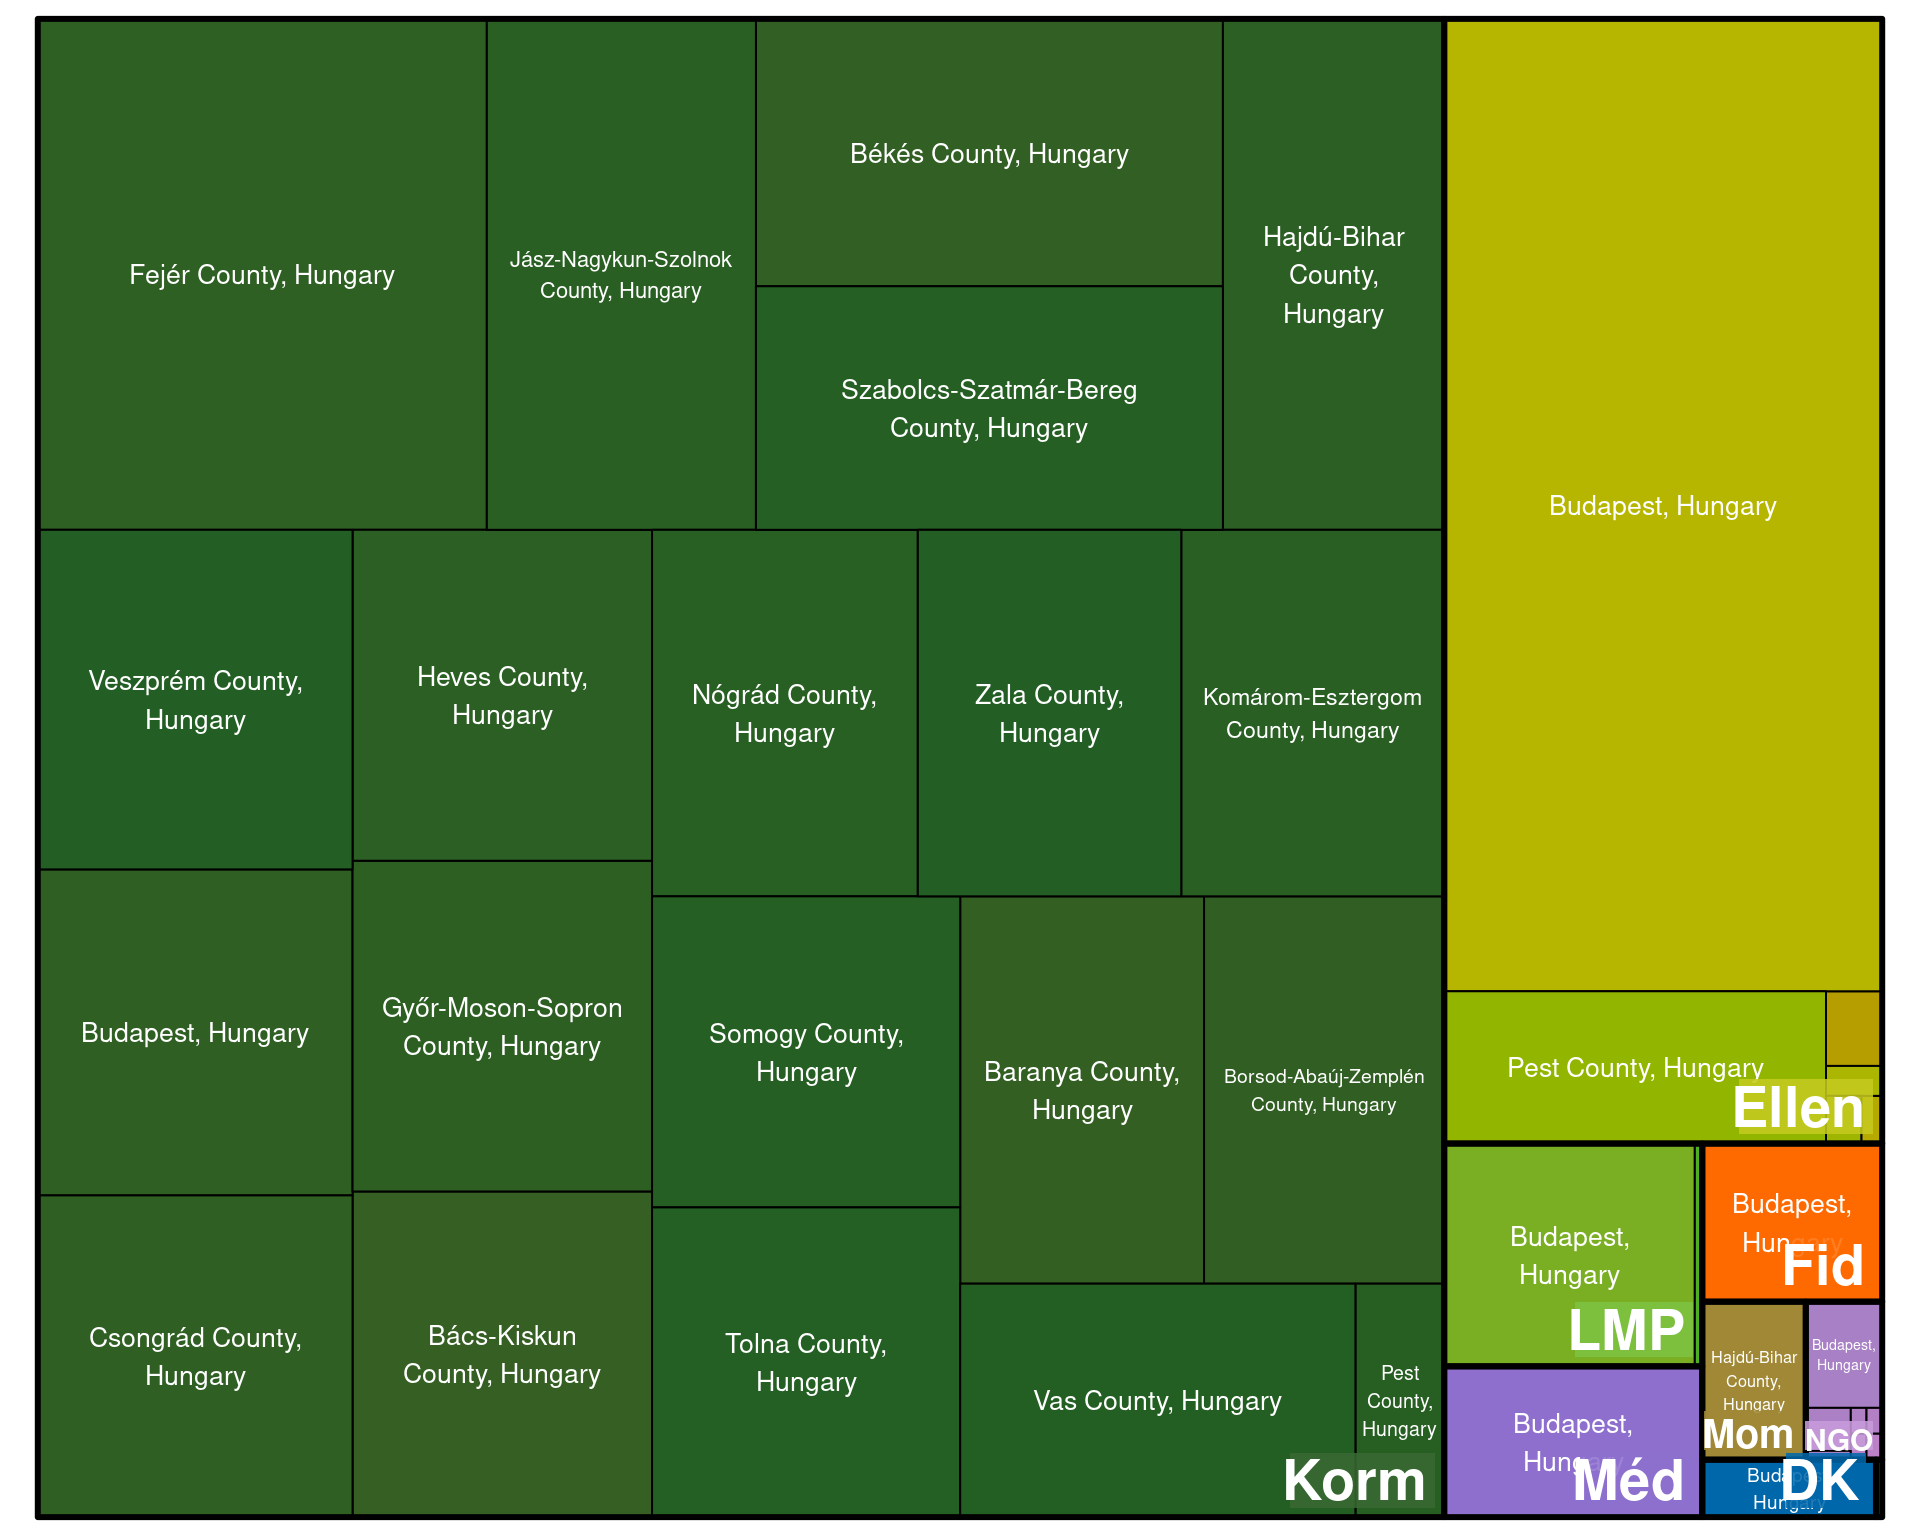 Fejér County, Hungary
Jász-Nagykun-Szolnok
County, Hungary
Békés County, Hungary
Szabolcs-Szatmár-Bereg
County, Hungary
Hajdú-Bihar
County,
Hungary
Veszprém County,
Hungary
Heves County,
Hungary
Nógrád County,
Hungary
Zala County,
Hungary
Komárom-Esztergom
County, Hungary
Budapest, Hungary
Győr-Moson-Sopron
County, Hungary
Somogy County,
Hungary
Baranya County,
Hungary
Borsod-Abaúj-Zemplén
County, Hungary
Csongrád County,
Hungary
Bács-Kiskun
County, Hungary
Tolna County,
Hungary
Vas County, Hungary
Pest
County,
Hungary
Korm
Budapest, Hungary
Pest County, Hungary
Ellen
Budapest,
Hungary
LMP
Budapest,
Hungary
Fid
Budapest,
Hungary
Méd
Hajdú-Bihar
County,
Hungary
Mom
Budapest,
Hungary
NGO
Budapest,
Hungary
DK